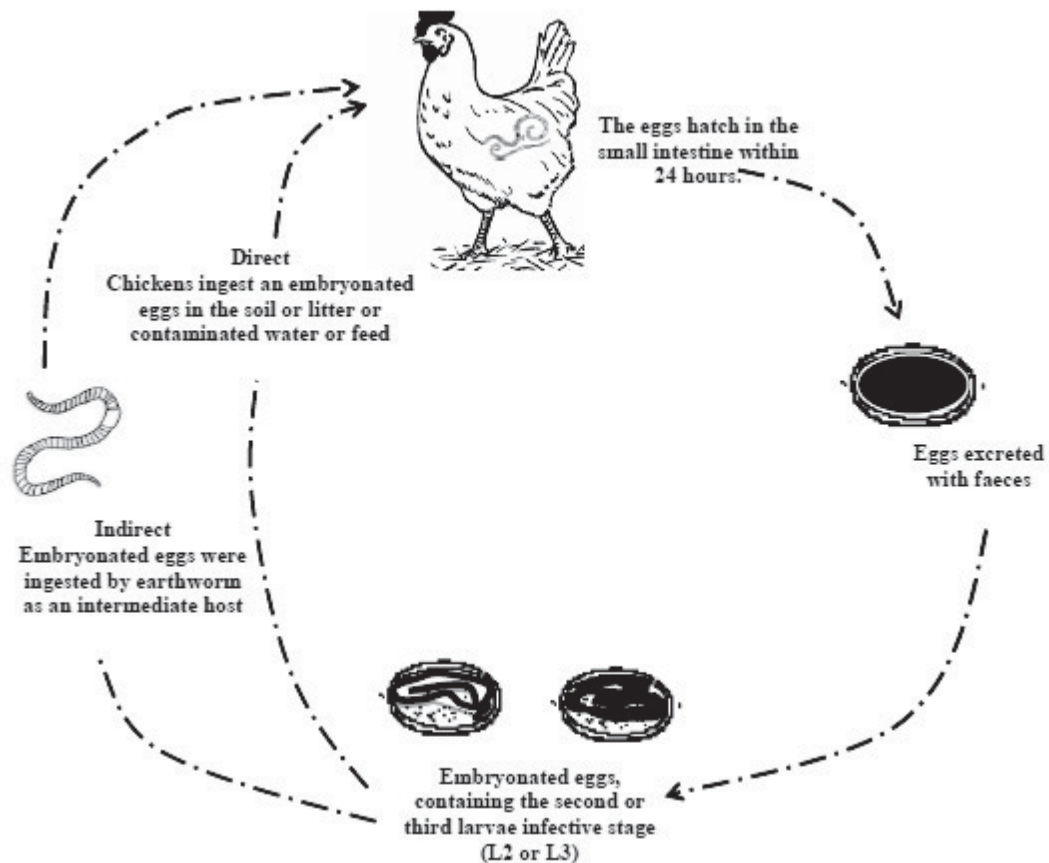 The eggs hatch in the
small intestine within
24 hours.
Direct
Chickens ingest an embryonated
eggs in the soil or litter or
contaminated water or feed
Eggs excreted
with faeces
Indirect
Embryonated eggs were
ingested by earthworm
as an intermediate host
Embryonated eggs,
containing the second or
third larvae infective stage
(L2 or L3)